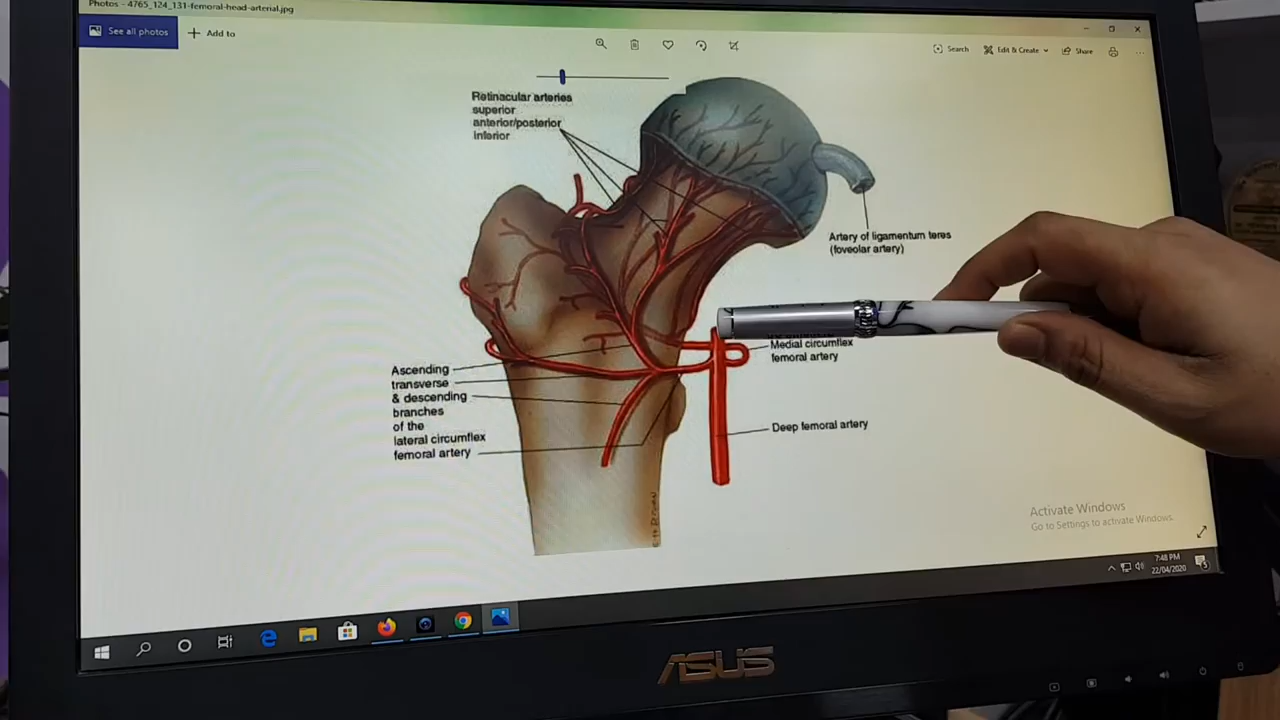 Photos - 4765_124_131-femoral-head-arterial.jpg
See all photos
Add to
Search
Edit & Create
Share
Retinacular arteries
superior
anterior/posterior
inferior
Artery of ligamentum teres
(foveolar artery)
Medial circumflex
femoral artery
Ascending
transverse
& descending
branches
of the
lateral circumflex
femoral artery
Deep femoral artery
Activate Windows
Go to Settings to activate Windows.
7:48 PM
22/04/2020
ASUS